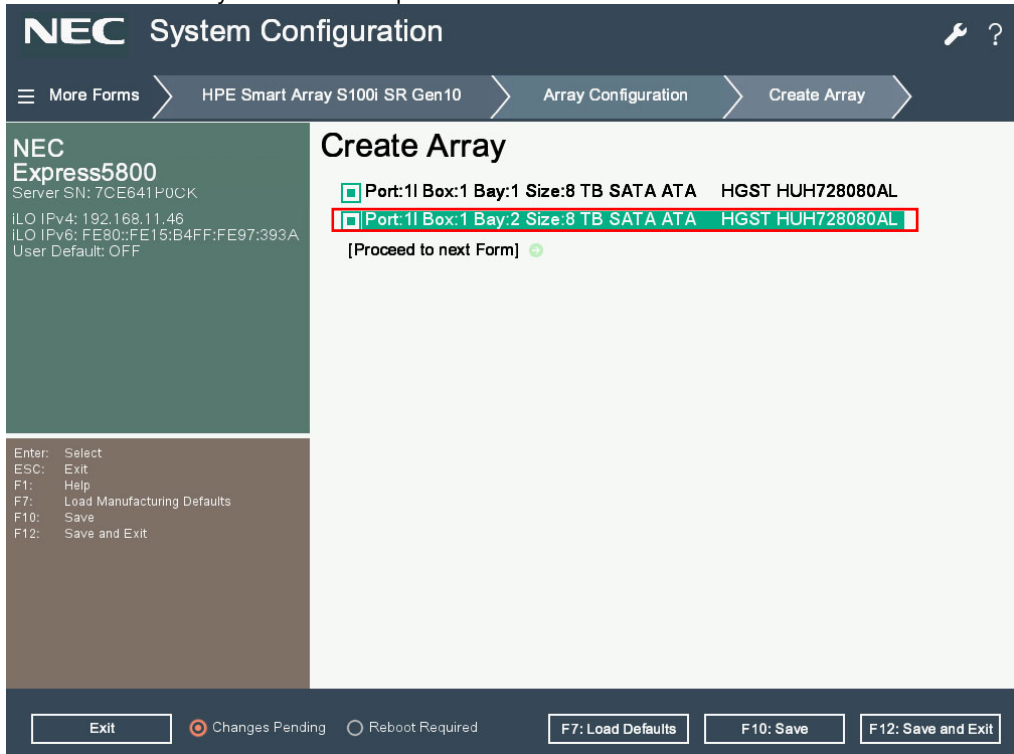 NEC System Configuration
?
More Forms HPE Smart Array S100i SR Gen10 Array Configuration Create Array
NEC
Express5800
Server SN: 7CE641P0CK
iLO IPv4: 192.168.11.46
iLO IPv6: FE80::FE15:B4FF:FE97:393A
User Default: OFF
Enter: Select
ESC: Exit
F1: Help
F7: Load Manufacturing Defaults
F10: Save
F12: Save and Exit
Create Array
Port:1I Box:1 Bay:1 Size:8 TB SATA ATA HGST HUH728080AL
Port:1I Box:1 Bay:2 Size:8 TB SATA ATA HGST HUH728080AL
[Proceed to next Form]
Exit Changes Pending Reboot Required F7: Load Defaults F10: Save F12: Save and Exit